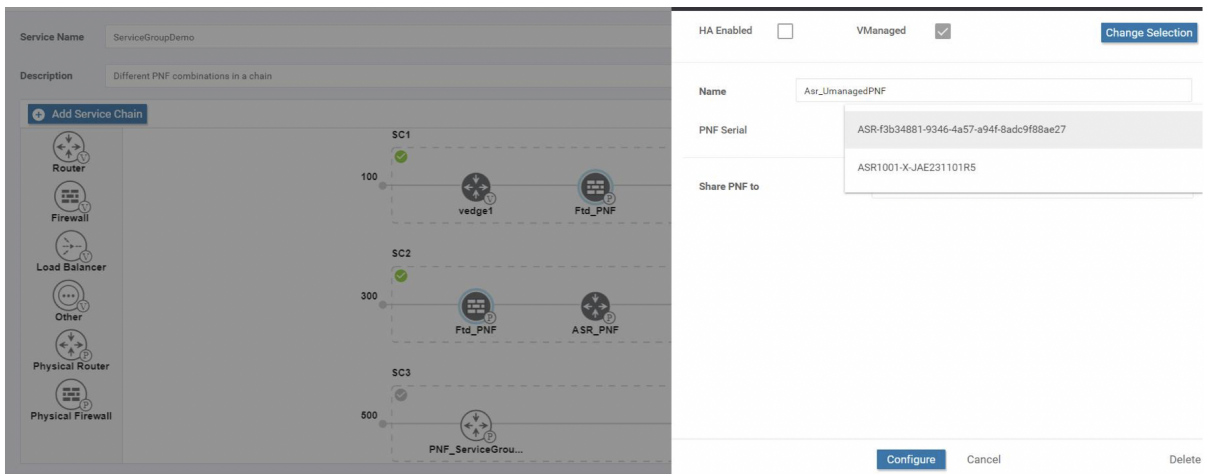 Service Name ServiceGroupDemo
Description Different PNF combinations in a chain
Add Service Chain
Router
Firewall
Load Balancer
Other
Physical Router
Physical Firewall
V
V
V
V
P
P
SC1
100
vedge1
V
Ftd_PNF
P
SC2
300
Ftd_PNF
P
ASR_PNF
P
SC3
500
PNF_ServiceGrou...
P
HA Enabled VManaged Change Selection
Name Asr_UmanagedPNF
PNF Serial
ASR-f3b34881-9346-4a57-a94f-8adc9f88ae27
ASR1001-X-JAE231101R5
Share PNF to
Configure Cancel Delete